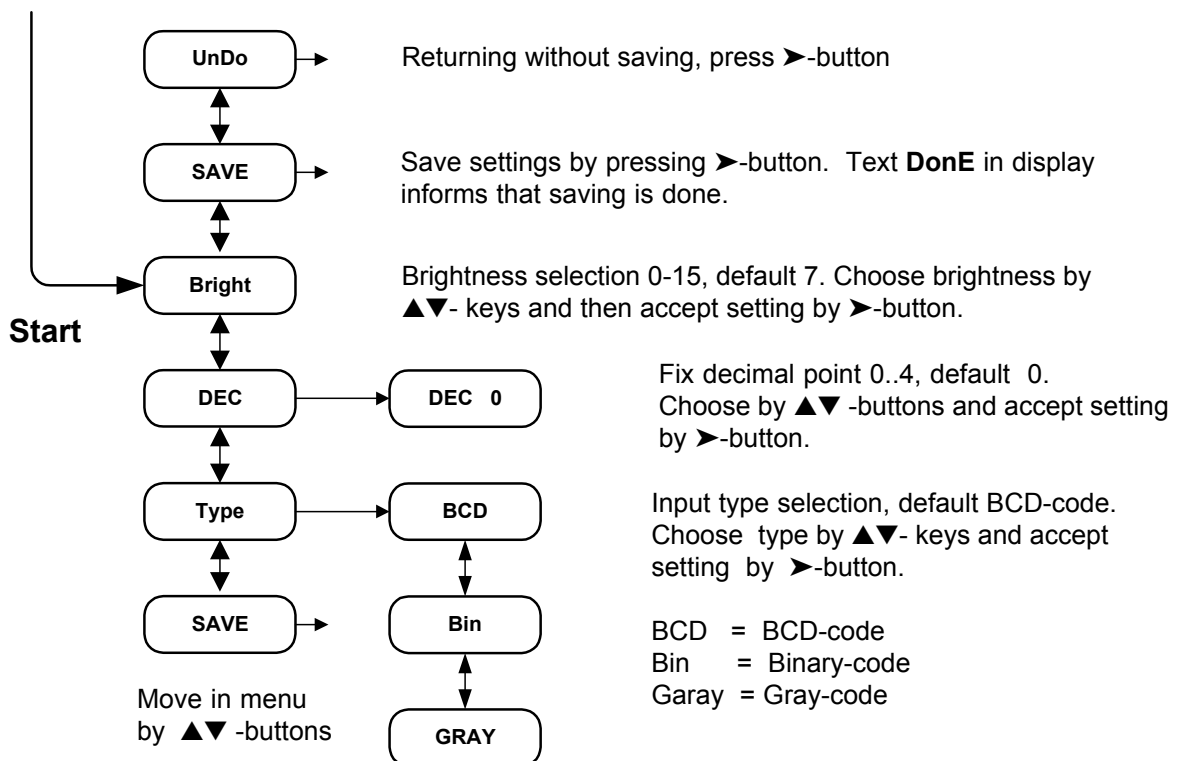 UnDo
Returning without saving, press ➤-button
SAVE
Save settings by pressing ➤-button. Text DonE in display
informs that saving is done.
Bright
Brightness selection 0-15, default 7. Choose brightness by
▲▼- keys and then accept setting by ➤-button.
Start
DEC
DEC 0
Fix decimal point 0..4, default 0.
Choose by ▲▼ -buttons and accept setting
by ➤-button.
Type
BCD
Input type selection, default BCD-code.
Choose type by ▲▼- keys and accept
setting by ➤-button.
SAVE
Bin
BCD = BCD-code
Bin = Binary-code
Garay = Gray-code
Move in menu
by ▲▼ -buttons
GRAY